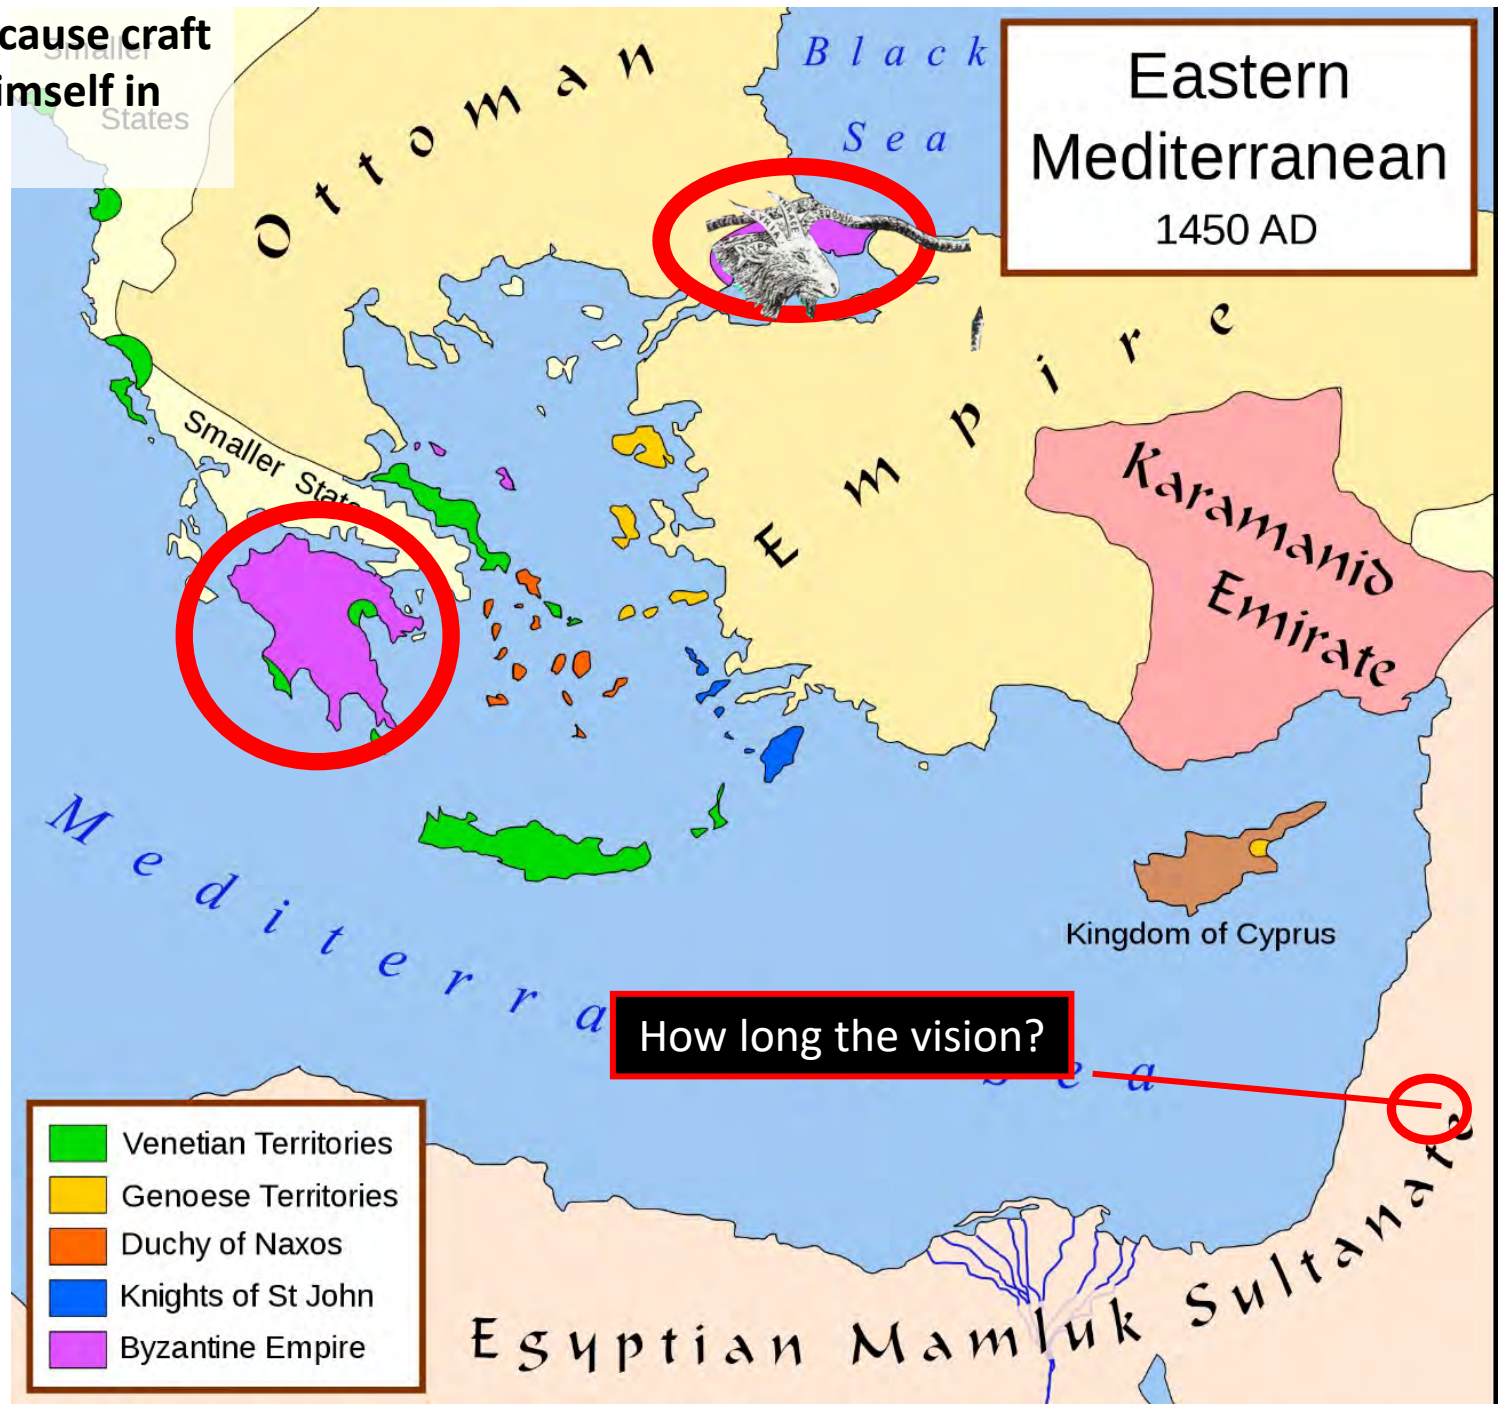 cause craft
imself in
Smaller
States
Ottoman
Black
Sea
Eastern
Mediterranean
1450 AD
Empire
Smaller State
Karamanid
Emirate
Kingdom of Cyprus
Mediterra
How long the vision?
ea
Venetian Territories
Genoese Territories
Duchy of Naxos
Knights of St John
Byzantine Empire
Egyptian Mamluk Sultanate